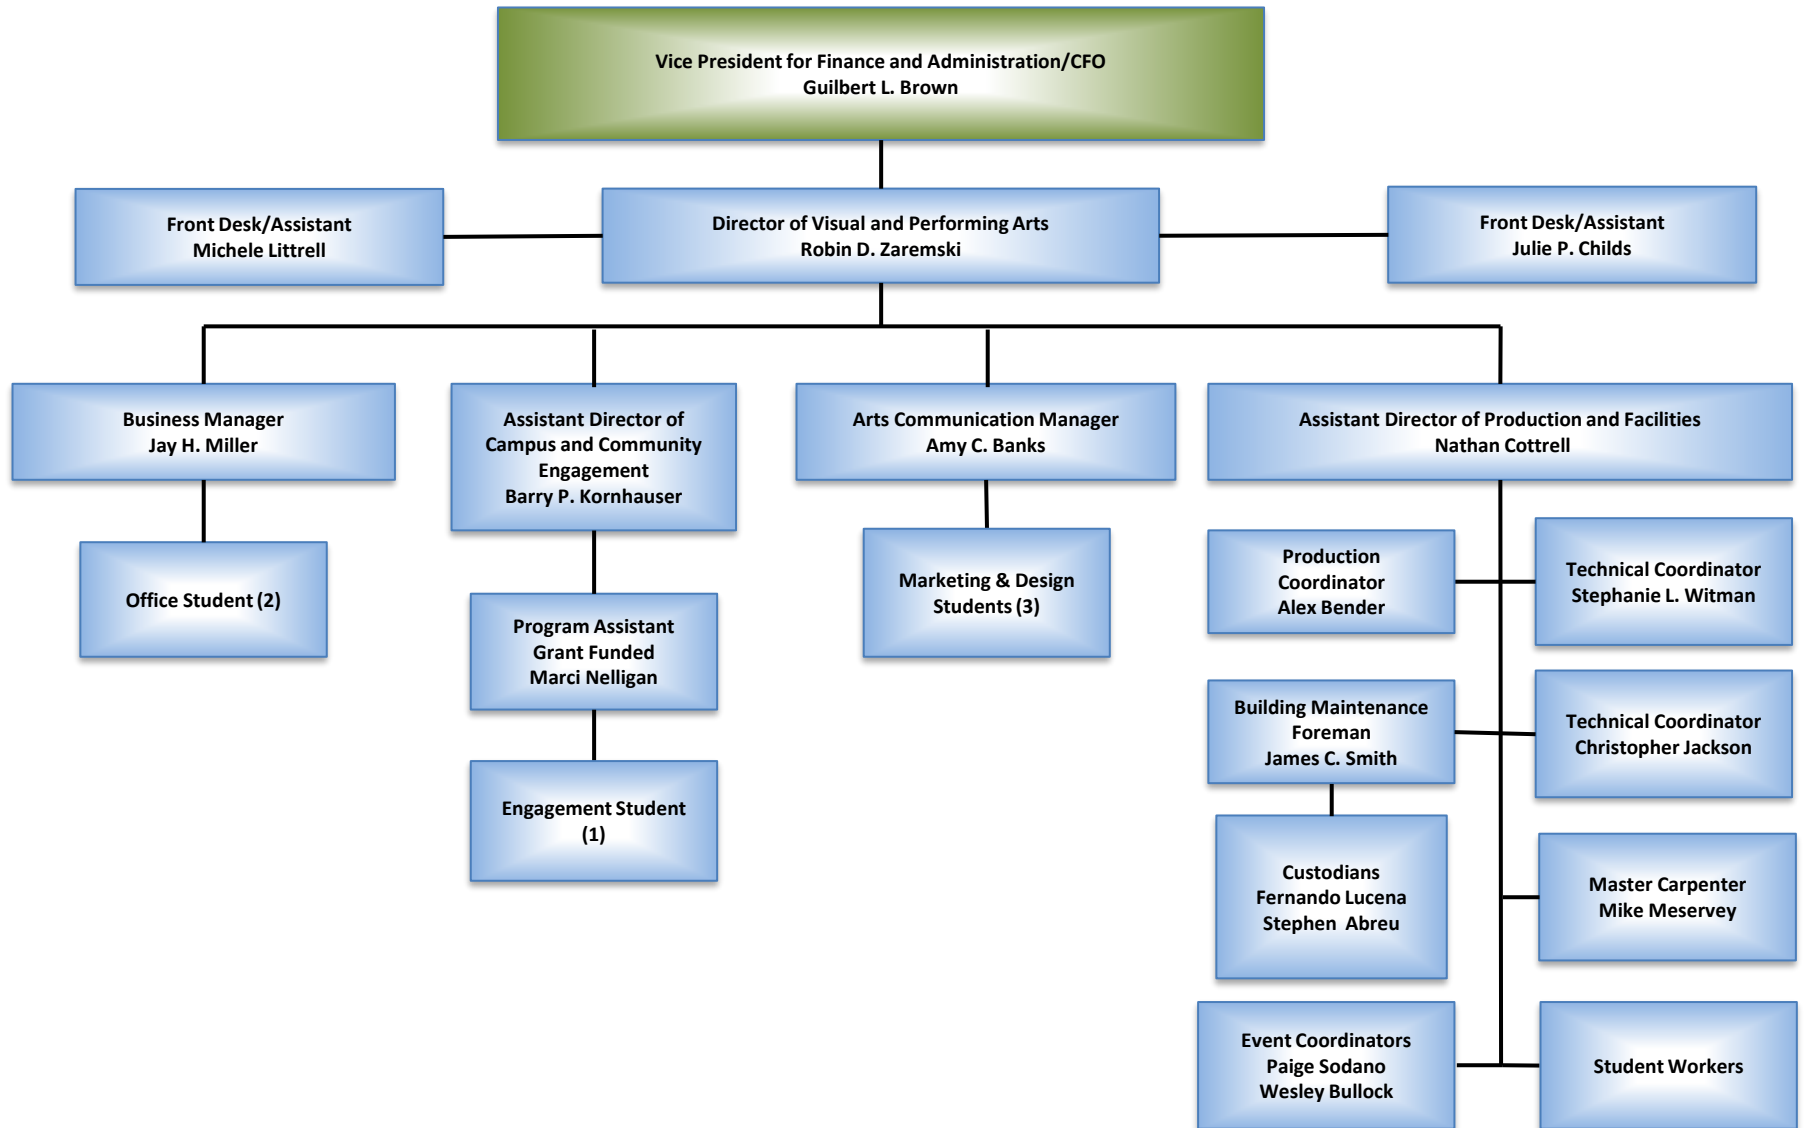 Vice President for Finance and Administration/CFO
Guilbert L. Brown
Front Desk/Assistant
Michele Littrell
Director of Visual and Performing Arts
Robin D. Zaremski
Front Desk/Assistant
Julie P. Childs
Business Manager
Jay H. Miller
Assistant Director of
Campus and Community
Engagement
Barry P. Kornhauser
Arts Communication Manager
Amy C. Banks
Assistant Director of Production and Facilities
Nathan Cottrell
Office Student (2)
Program Assistant
Grant Funded
Marci Nelligan
Engagement Student
(1)
Marketing & Design
Students (3)
Production
Coordinator
Alex Bender
Technical Coordinator
Stephanie L. Witman
Building Maintenance
Foreman
James C. Smith
Technical Coordinator
Christopher Jackson
Custodians
Fernando Lucena
Stephen  Abreu
Master Carpenter
Mike Meservey
Event Coordinators
Paige Sodano
Wesley Bullock
Student Workers